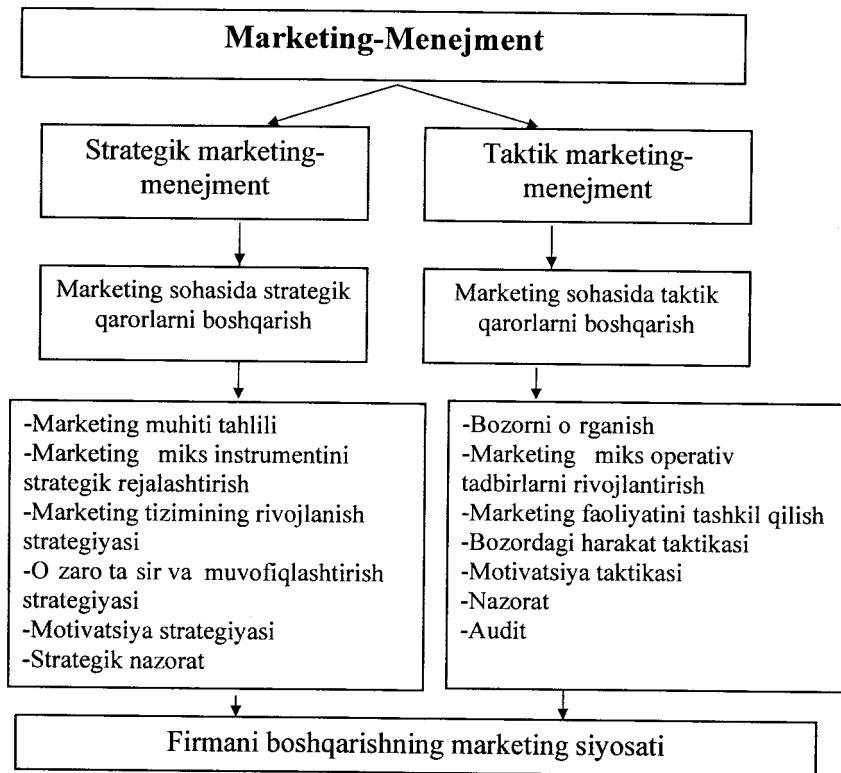 Marketing-Menejment
Strategik marketing-
menejment
Taktik marketing-
menejment
Marketing sohasida strategik
qarorlarni boshqarish
Marketing sohasida taktik
qarorlarni boshqarish
-Marketing muhiti tahlili
-Marketing miks instrumentini
strategik rejalashtirish
-Marketing tizimining rivojlanish
strategiyasi
-O zaro ta sir va muvofiqlashtirish
strategiyasi
-Motivatsiya strategiyasi
-Strategik nazorat
-Bozorni o rganish
-Marketing miks operativ
tadbirlarni rivojlantirish
-Marketing faoliyatini tashkil qilish
-Bozordagi harakat taktikasi
-Motivatsiya taktikasi
-Nazorat
-Audit
Firmani boshqarishning marketing siyosati